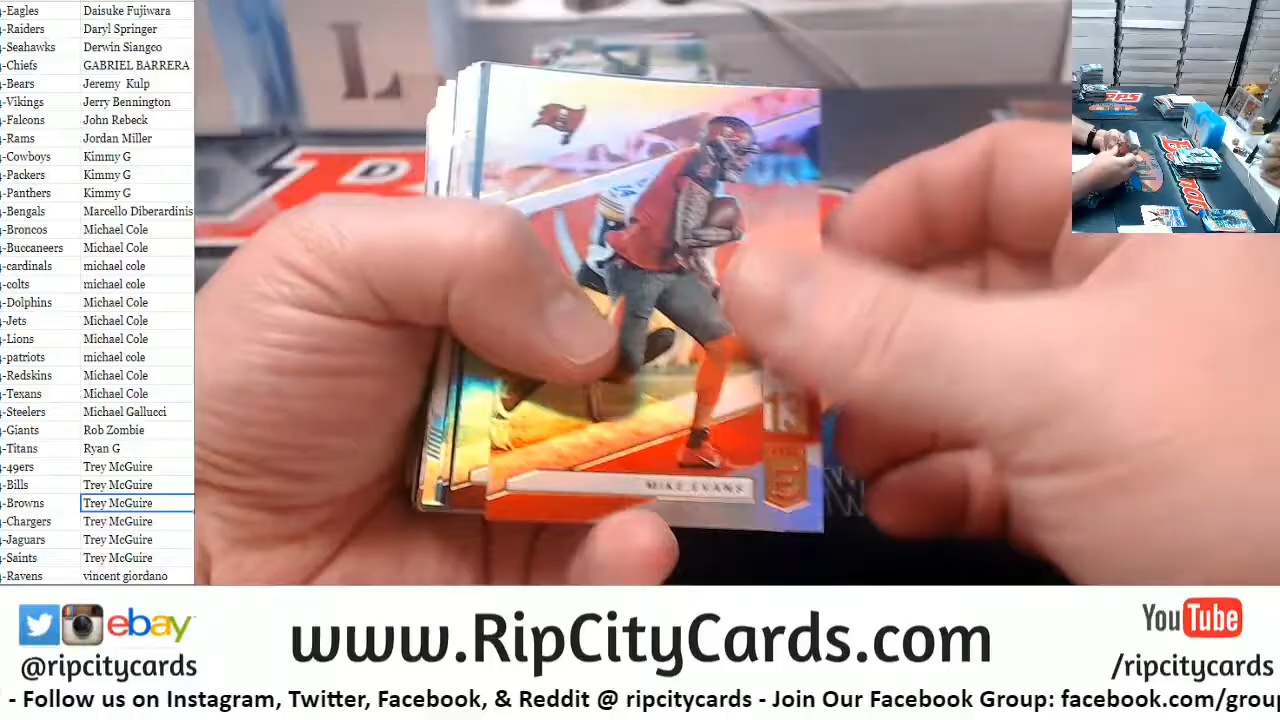 -Eagles Daisuke Fujiwara
-Raiders Daryl Springer
-Seahawks Derwin Siangco
-Chiefs GABRIEL BARRERA
-Bears Jeremy Kulp
-Vikings Jerry Bennington
-Falcons John Rebeck
-Rams Jordan Miller
-Cowboys Kimmy G
-Packers Kimmy G
-Panthers Kimmy G
-Bengals Marcello Diberardinis
-Broncos Michael Cole
-Buccaneers Michael Cole
-cardinals michael cole
-colts michael cole
-Dolphins Michael Cole
-Jets Michael Cole
-Lions Michael Cole
-patriots michael cole
-Redskins Michael Cole
-Texans Michael Cole
-Steelers Michael Gallucci
-Giants Rob Zombie
-Titans Ryan G
-49ers Trey McGuire
-Bills Trey McGuire
-Browns Trey McGuire
-Chargers Trey McGuire
-Jaguars Trey McGuire
-Saints Trey McGuire
-Ravens vincent giordano
13
MIKE EVANS
ebay
@ripcitycards
www.RipCityCards.com
YouTube
/ripcitycards
- Follow us on Instagram, Twitter, Facebook, & Reddit @ ripcitycards - Join Our Facebook Group: facebook.com/group